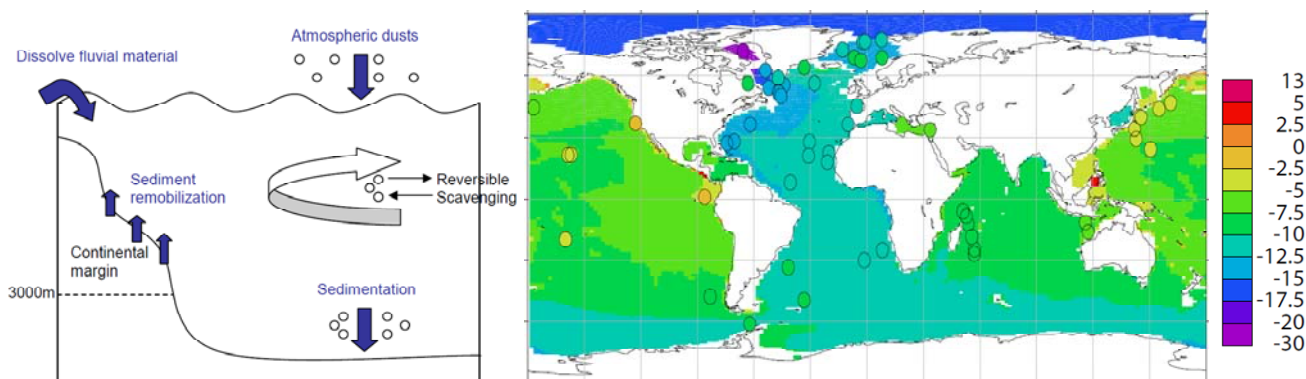 Atmospheric dusts
Dissolve fluvial material
Reversible
Scavenging
Sediment
remobilization
Continental
margin
3000m
Sedimentation
13
5
2.5
0
-2.5
-5
-7.5
-10
-12.5
-15
-17.5
-20
-30